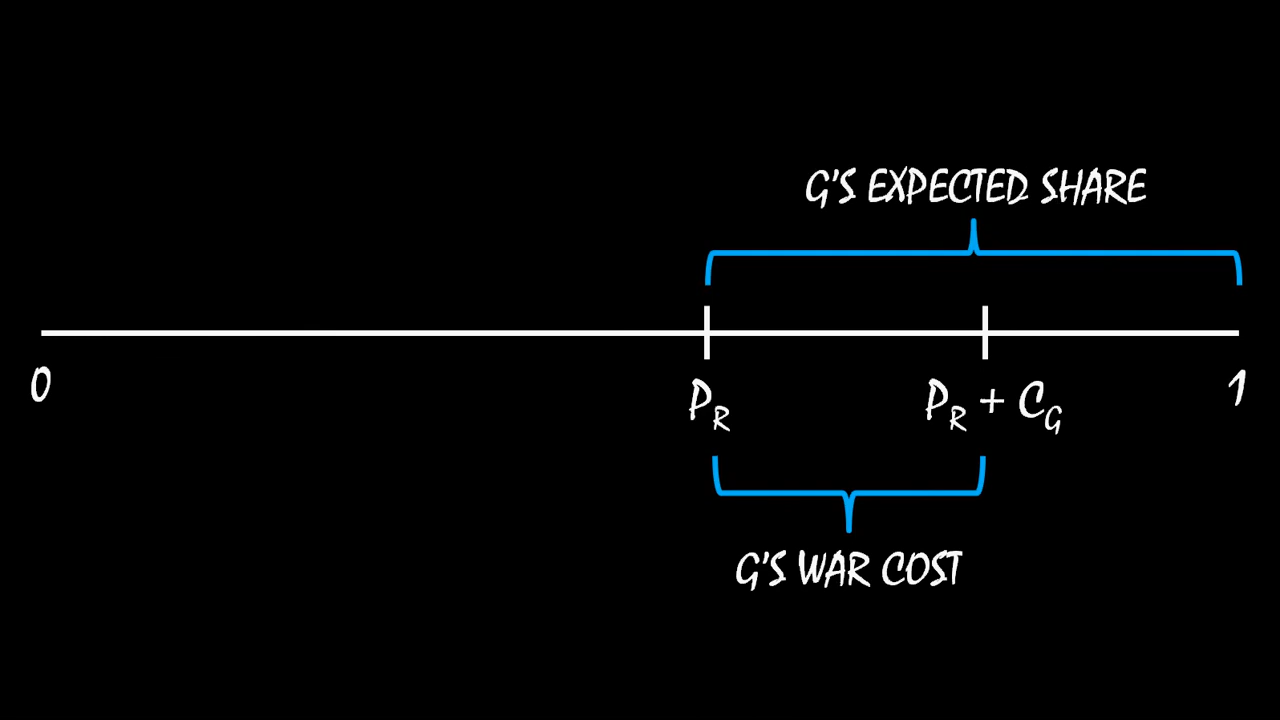 G'S EXPECTED SHARE
0 P_R P_R + C_G 1
G'S WAR COST